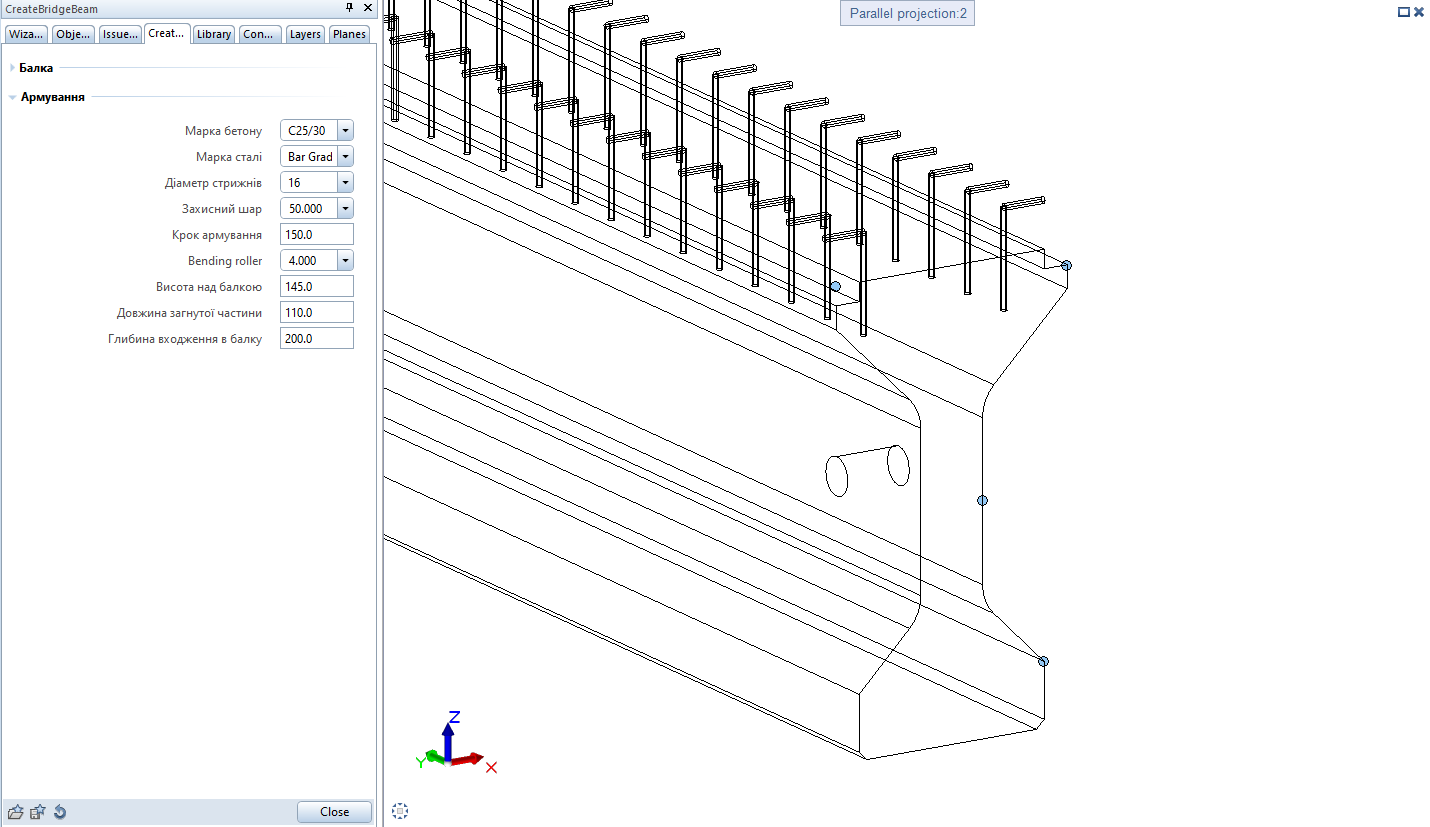 CreateBridgeBeam
Parallel projection:2
Wiza... Obje... Issue... Creat... Library Con... Layers Planes
Балка
Армування
Марка бетону C25/30
Марка сталі Bar Grad
Діаметр стрижнів 16
Захисний шар 50.000
Крок армування 150.0
Bending roller 4.000
Висота над балкою 145.0
Довжина загнутої частини 110.0
Глибина входження в балку 200.0
Z
Y
X
Close